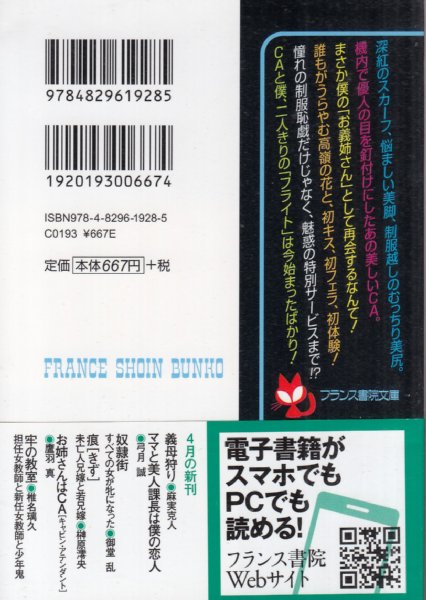 深紅のスカーフ、悩ましい美脚、制服越しのむっちり美尻。
機内で優人の目を釘付けにしたあの美しいCA。
まさか僕の「お義姉さん」として再会するなんて！
誰もがうらやむ高嶺の花と、初キス、初フェラ、初体験！
憧れの制服恥戯だけじゃなく、魅惑の特別サービスまで!?
CAと僕、二人きりの「フライト」は今始まったばかり！
フランス書院文庫
9784829619285
1920193006674
ISBN978-4-8296-1928-5
C0193 ¥667E
定価 本体667円 +税
FRANCE SHOIN BUNKO
4月の新刊
義母狩り●麻実克人
ママと美人課長は僕の恋人
●弓月 誠
奴隷街
すべての女が牝になった●御堂 乱
痕［きず］
未亡人兄嫁と若兄嫁●榊原澪央
お姉さんはCA［キャビン・アテンダント］
●鷹羽 真
牢の教室●椎名璃久
担任女教師と新任女教師と少年鬼
電子書籍が
スマホでも
PCでも
読める！
フランス書院
Webサイト